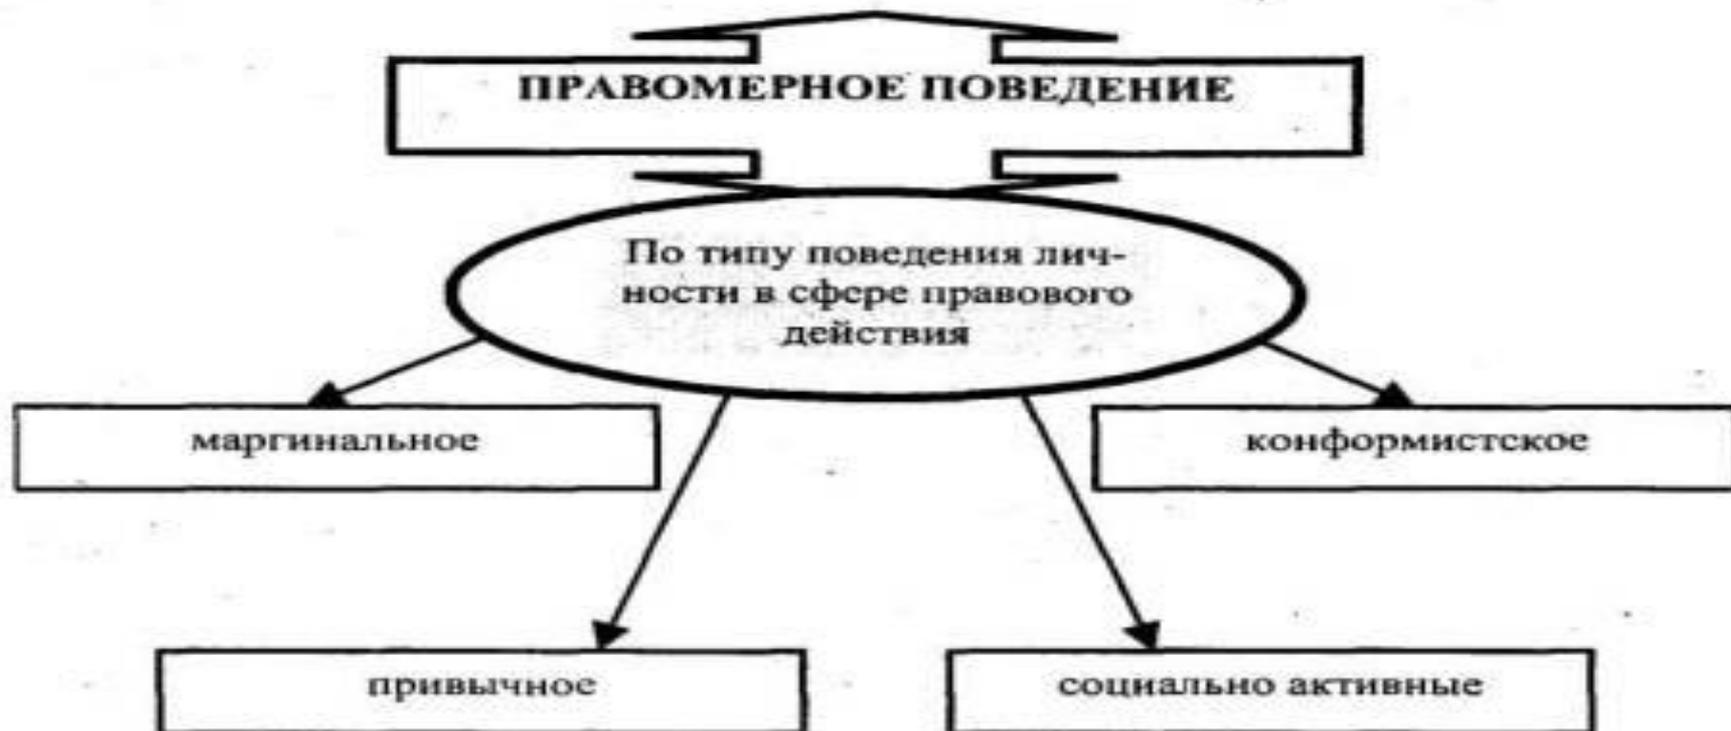 ПРАВОМЕРНОЕ ПОВЕДЕНИЕ
По типу поведения лич-
ности в сфере правового
действия
маргинальное
конформистское
привычное
социально активные